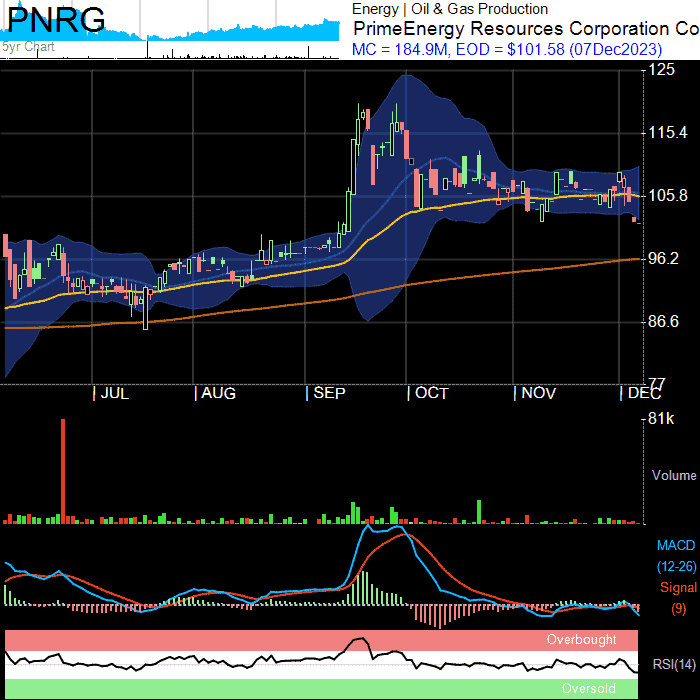 PNRG
5yr Chart
Energy | Oil & Gas Production
PrimeEnergy Resources Corporation Co
MC = 184.9M, EOD = $101.58 (07Dec2023)
125
115.4
105.8
96.2
86.6
77
| JUL | AUG | SEP | OCT | NOV | DEC
81k
Volume
MACD
(12-26)
Signal
(9)
Overbought
RSI(14)
Oversold